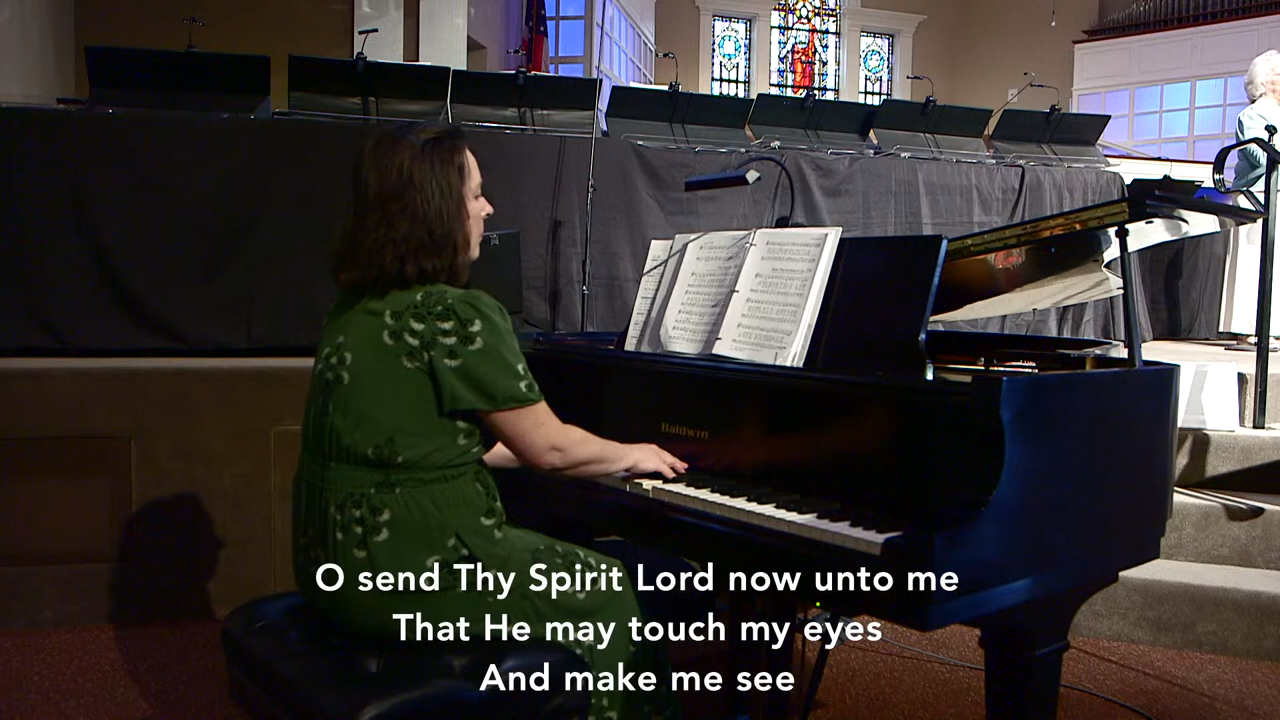 Baldwin
O send Thy Spirit Lord now unto me
That He may touch my eyes
And make me see